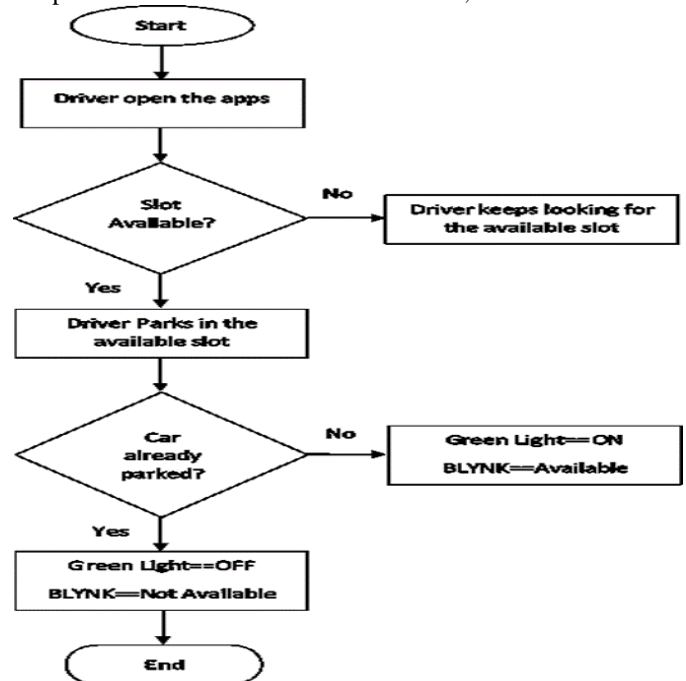 Start
Driver open the apps
Slot
Available?
No
Driver keeps looking for
the available slot
Yes
Driver Parks in the
available slot
Car
already
parked?
No
Green Light==ON
BLYNK==Available
Yes
Green Light==OFF
BLYNK==Not Available
End